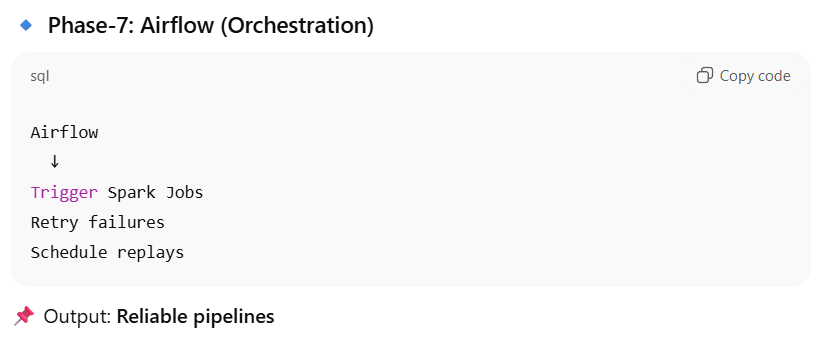 Phase-7: Airflow (Orchestration)
sql
Copy code
Airflow
↓
Trigger Spark Jobs
Retry failures
Schedule replays
Output: Reliable pipelines